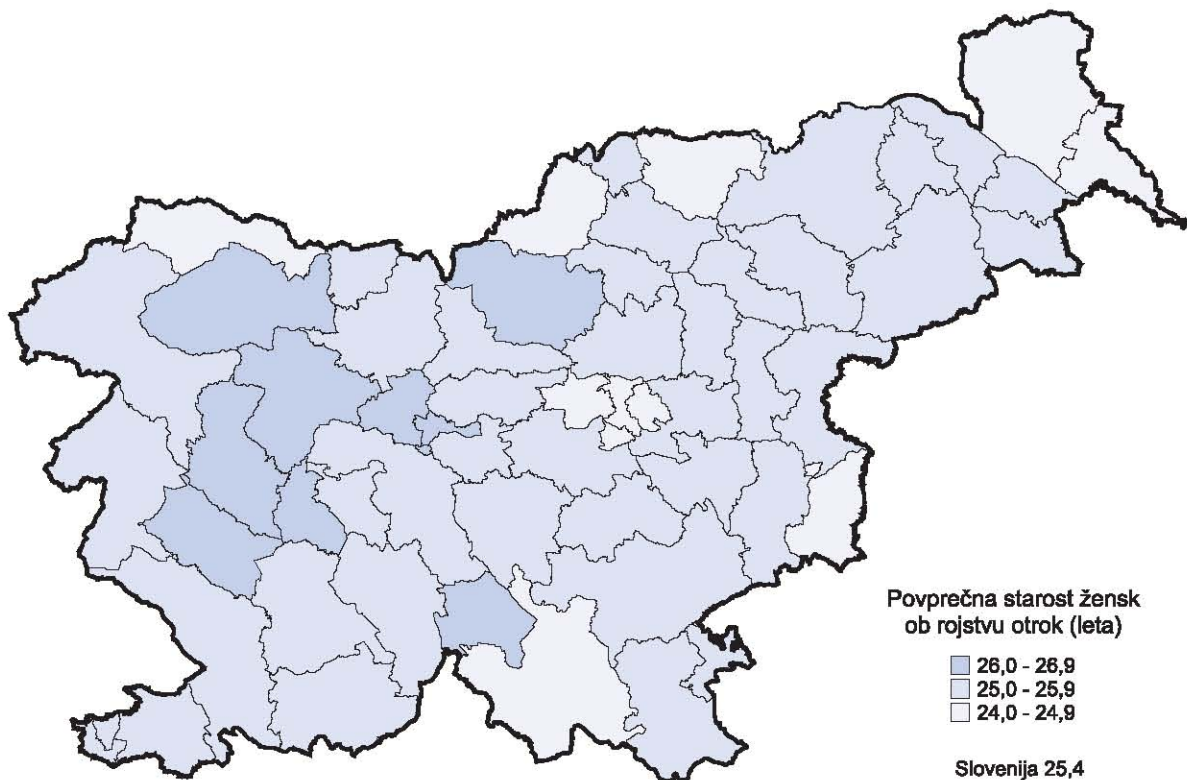 Povprečna starost žensk
ob rojstvu otrok (leta)
26,0 - 26,9
25,0 - 25,9
24,0 - 24,9
Slovenija 25,4